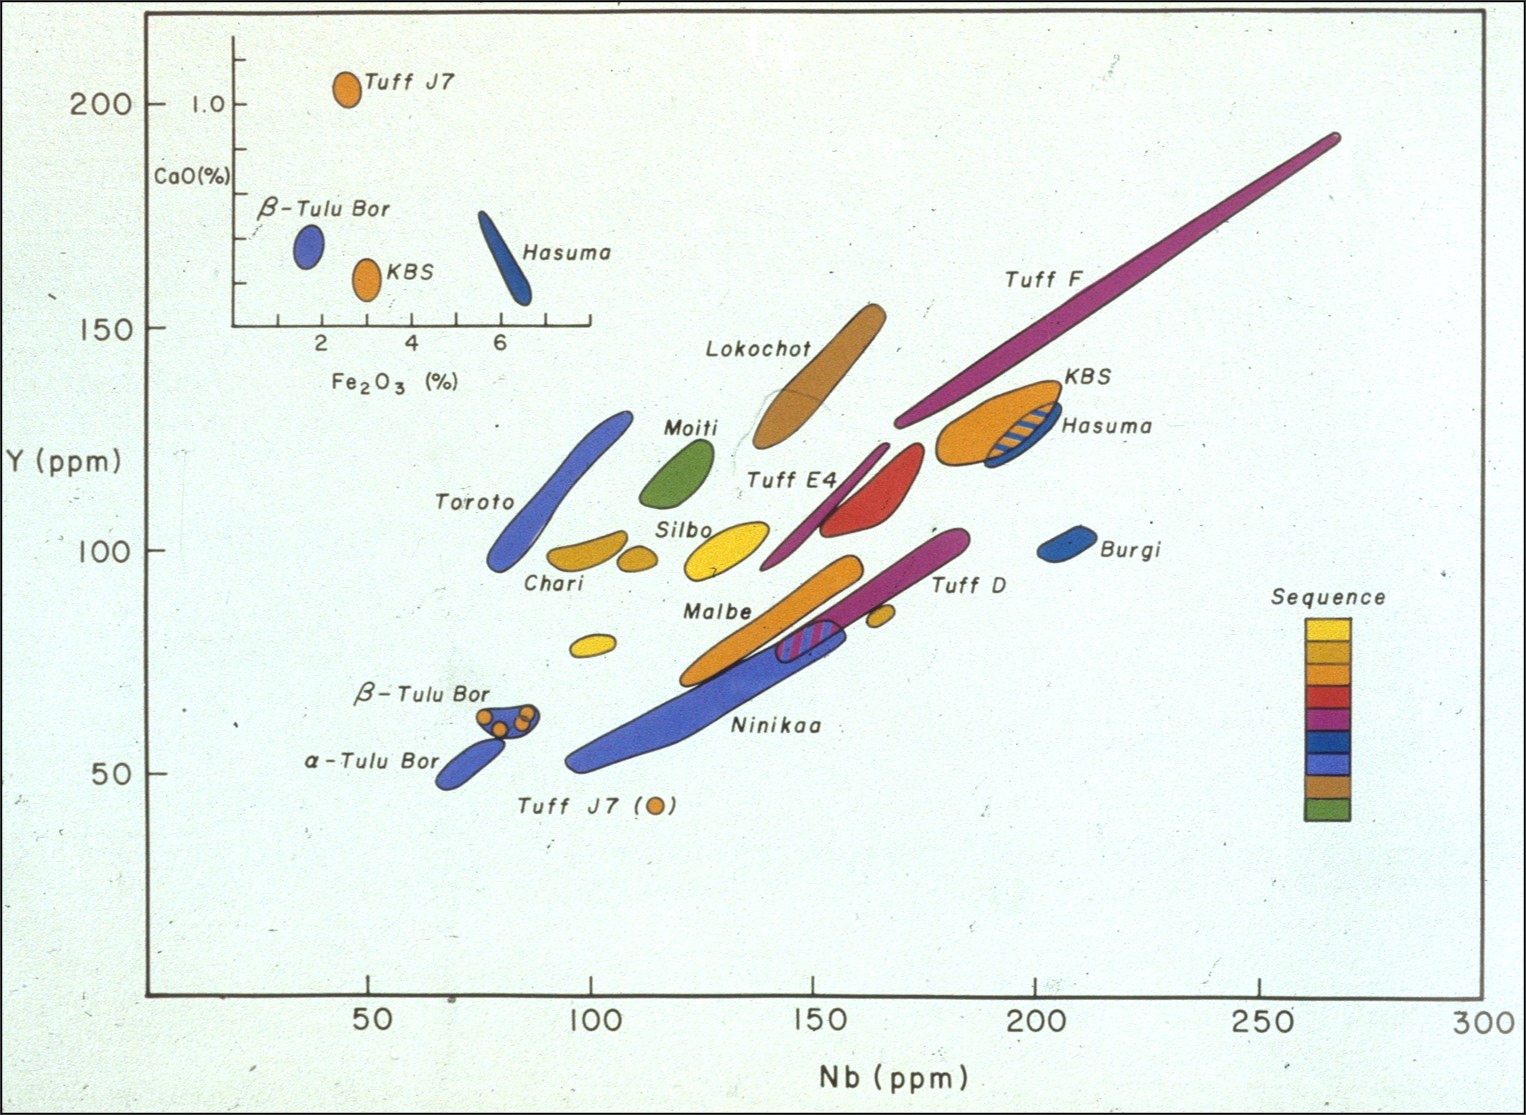 200
1.0
Tuff J7
CaO(%)
β-Tulu Bor
Hasuma
KBS
Tuff F
150
2 4 6
Lokochot
Fe₂O₃ (%)
KBS
Moiti
Hasuma
Y (ppm)
Tuff E4
Toroto
Silbo
100
Burgi
?
Chari
Tuff D
Sequence
Malbe
β-Tulu Bor
Ninikaa
α-Tulu Bor
50
Tuff J7 ( )
50 100 150 200 250 300
Nb (ppm)